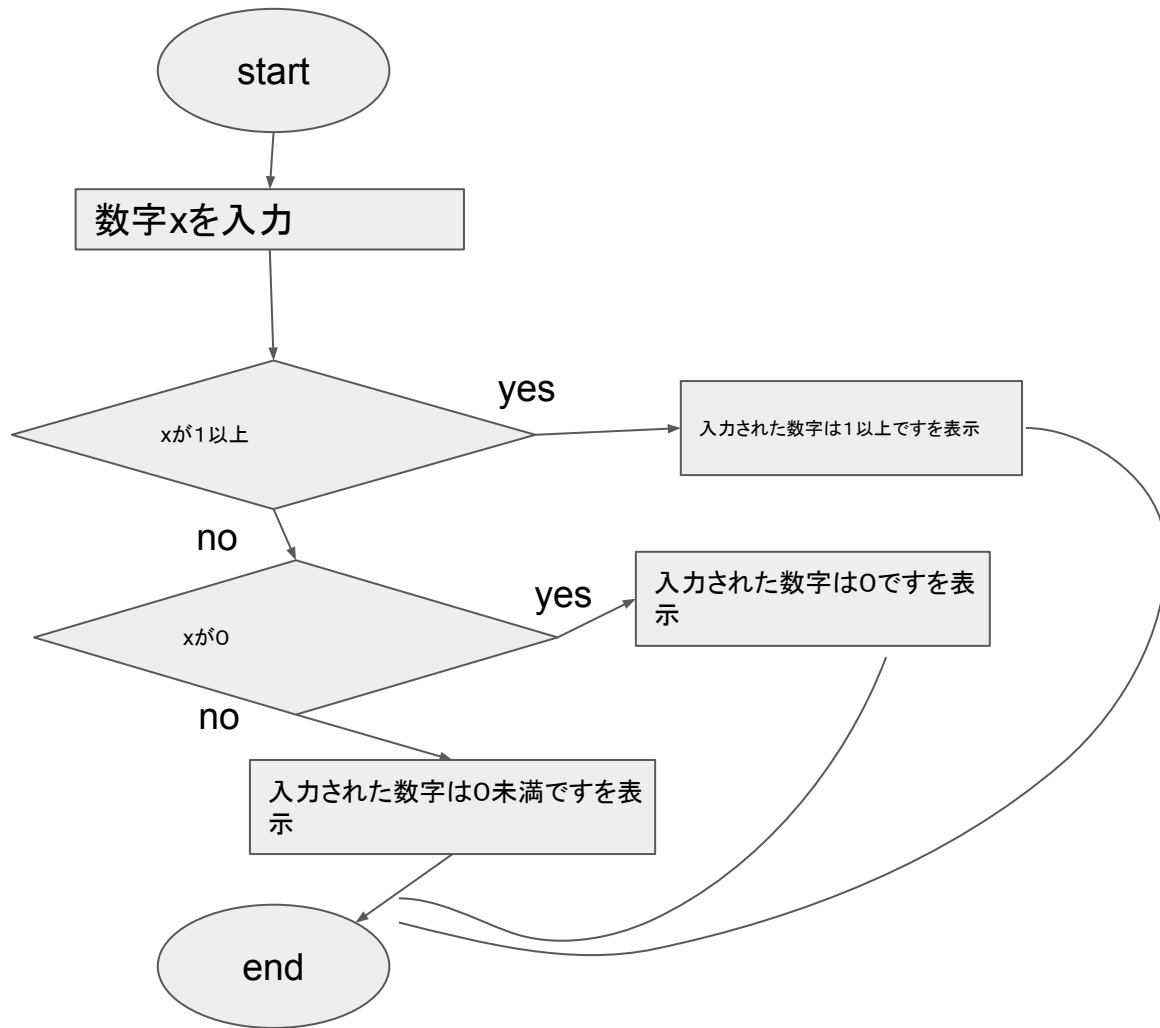 start
数字xを入力
xが１以上
yes
入力された数字は１以上ですを表示
no
xが０
yes
入力された数字は０ですを表
示
no
入力された数字は０未満ですを表
示
end